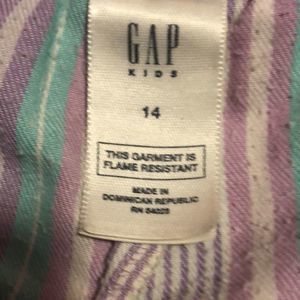 GAP
KIDS
14
THIS GARMENT IS
FLAME RESISTANT
MADE IN
DOMINICAN REPUBLIC
RN 54023